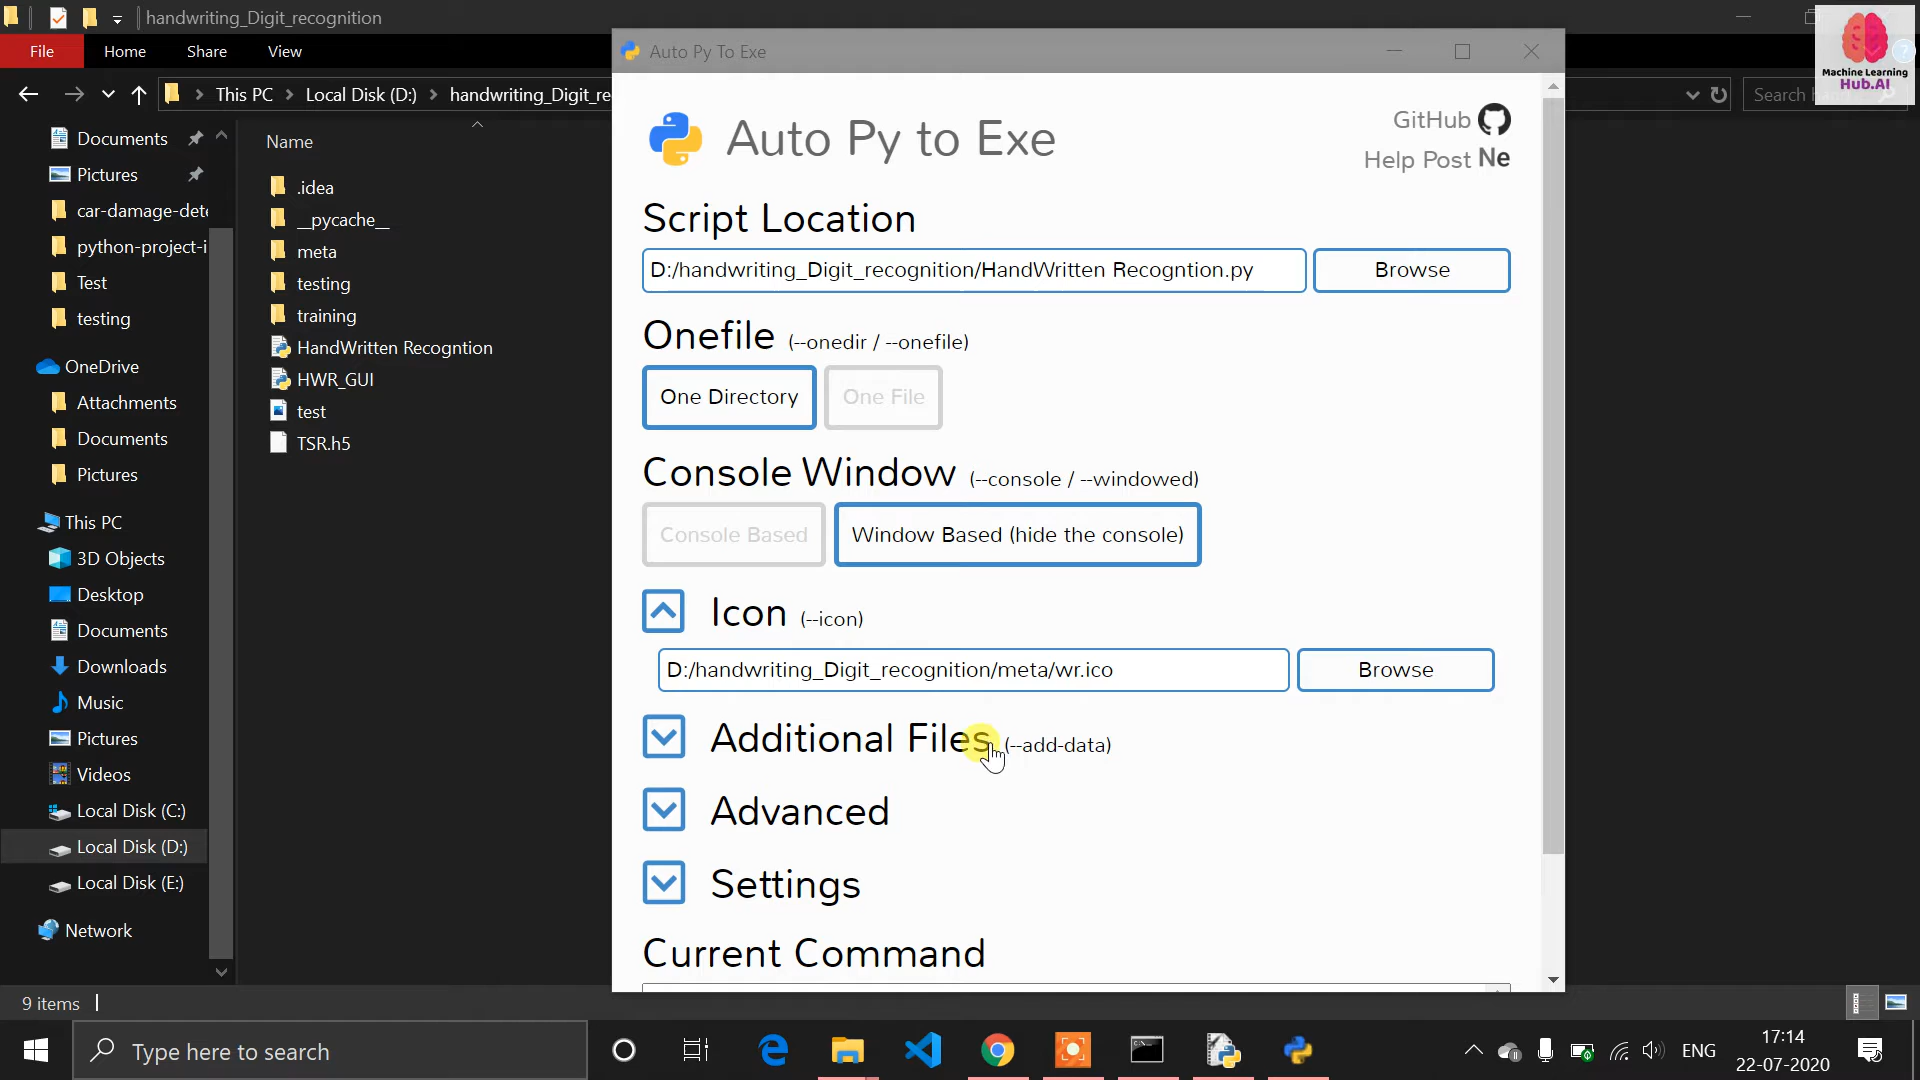 handwriting_Digit_recognition
File Home Share View
This PC Local Disk (D:) handwriting_Digit_re
Documents
Pictures
car-damage-dete
python-project-i
Test
testing
OneDrive
Attachments
Documents
Pictures
This PC
3D Objects
Desktop
Documents
Downloads
Music
Pictures
Videos
Local Disk (C:)
Local Disk (D:)
Local Disk (E:)
Network
Name
.idea
__pycache__
meta
testing
training
HandWritten Recogntion
HWR_GUI
test
TSR.h5
9 items
Auto Py To Exe
Auto Py to Exe
GitHub
Help Post Ne
Script Location
D:/handwriting_Digit_recognition/HandWritten Recogntion.py Browse
Onefile (--onedir / --onefile)
One Directory One File
Console Window (--console / --windowed)
Console Based Window Based (hide the console)
Icon (--icon)
D:/handwriting_Digit_recognition/meta/wr.ico Browse
Additional Files (--add-data)
Advanced
Settings
Current Command
Search
Machine Learning
Hub.AI
Type here to search
ENG
17:14
22-07-2020